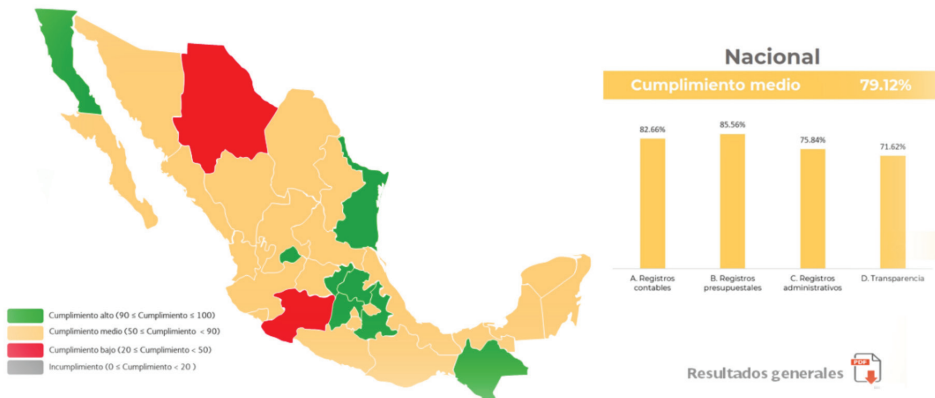 Nacional
Cumplimiento medio 79.12%
82.66%
85.56%
75.84%
71.62%
A. Registros
contables
B. Registros
presupuestales
C. Registros
administrativos
D. Transparencia
Cumplimiento alto (90 ≤ Cumplimiento ≤ 100)
Cumplimiento medio (50 ≤ Cumplimiento < 90)
Cumplimiento bajo (20 ≤ Cumplimiento < 50)
Incumplimiento (0 ≤ Cumplimiento < 20 )
Resultados generales
PDF